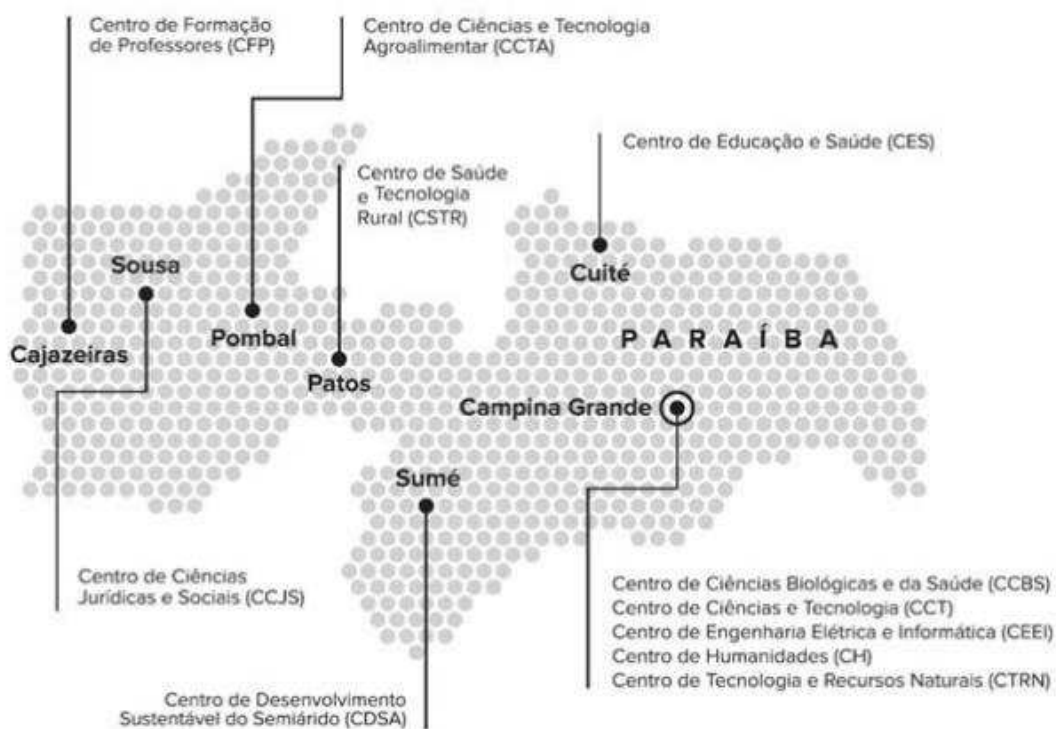 Centro de Formação
de Professores (CFP)
Centro de Ciências e Tecnologia
Agroalimentar (CCTA)
Centro de Educação e Saúde (CES)
Centro de Saúde
e Tecnologia
Rural (CSTR)
Sousa
Cuité
Pombal
PARAÍBA
Cajazeiras
Patos
Campina Grande
Sumé
Centro de Ciências
Jurídicas e Sociais (CCJS)
Centro de Ciências Biológicas e da Saúde (CCBS)
Centro de Ciências e Tecnologia (CCT)
Centro de Engenharia Elétrica e Informática (CEEI)
Centro de Humanidades (CH)
Centro de Tecnologia e Recursos Naturais (CTRN)
Centro de Desenvolvimento
Sustentável do Semiárido (CDSA)